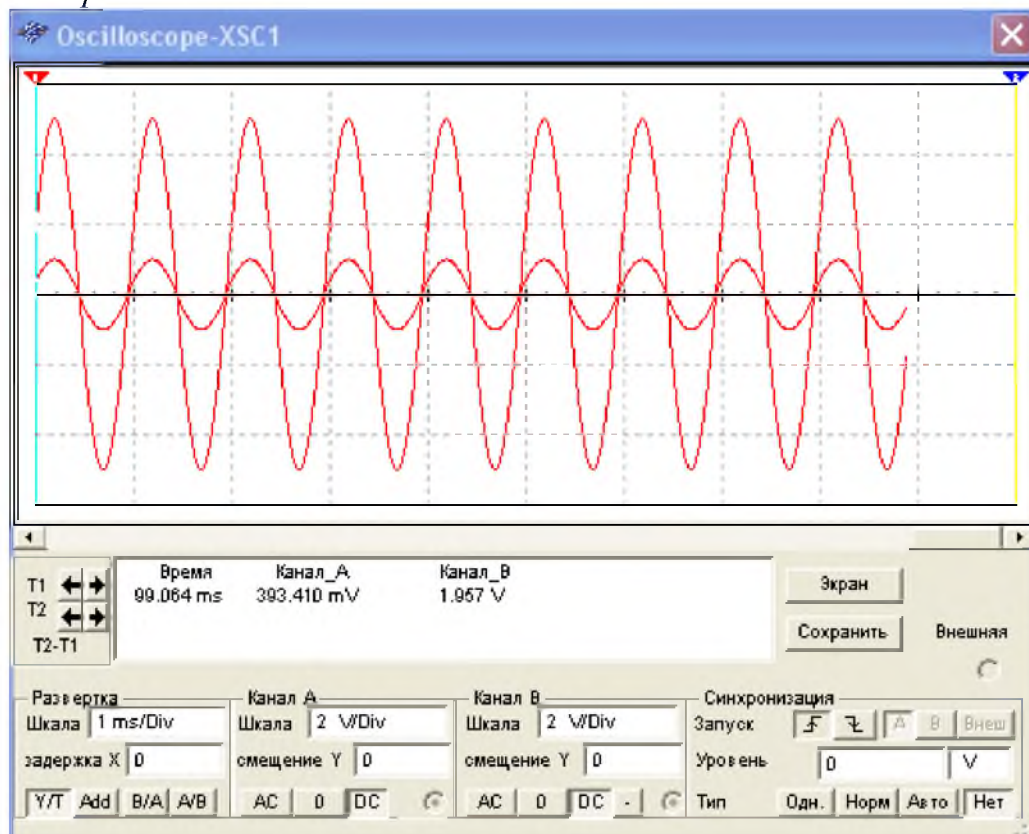 Oscilloscope-XSC1
T1
T2
T2-T1
Время Канал_A Канал_B
99.064 ms 393.410 mV 1.957 V
Экран
Сохранить
Внешняя
Развертка
Шкала 1 ms/Div
задержка X 0
Y/T Add B/A A/B
Канал A
Шкала 2 V/Div
смещение Y 0
AC 0 DC
Канал B
Шкала 2 V/Div
смещение Y 0
AC 0 DC -
Синхронизация
Запуск A B Внеш
Уровень 0 V
Тип Одн. Норм Авто Нет